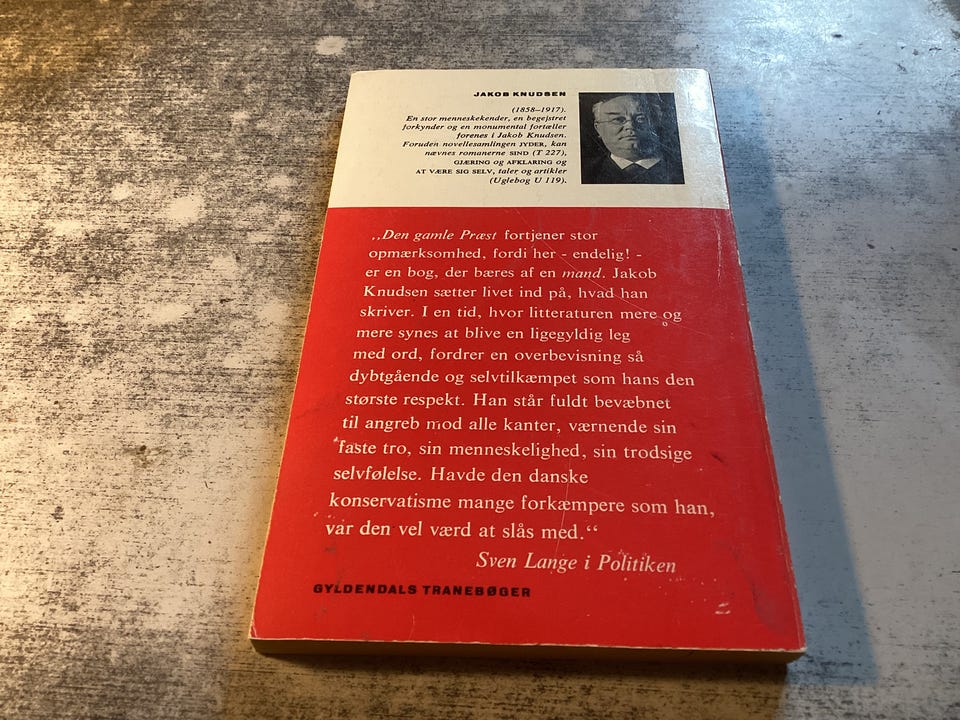 JAKOB KNUDSEN
(1858–1917).
En stor menneskekender, en begejstret
forkynder og en monumental fortæller
forenes i Jakob Knudsen.
Foruden novellesamlingen JYDER, kan
nævnes romanerne SIND (T 227),
GJÆRING og AFKLARING og
AT VÆRE SIG SELV, taler og artikler
(Uglebog U 119).
„Den gamle Præst fortjener stor
opmærksomhed, fordi her - endelig! -
er en bog, der bæres af en mand. Jakob
Knudsen sætter livet ind på, hvad han
skriver. I en tid, hvor litteraturen mere og
mere synes at blive en ligegyldig leg
med ord, fordrer en overbevisning så
dybtgående og selvtilkæmpet som hans den
største respekt. Han står fuldt bevæbnet
til angreb mod alle kanter, værnende sin
faste tro, sin menneskelighed, sin trodsige
selvfølelse. Havde den danske
konservatisme mange forkæmpere som han,
var den vel værd at slås med.“
Sven Lange i Politiken
GYLDENDALS TRANEBØGER